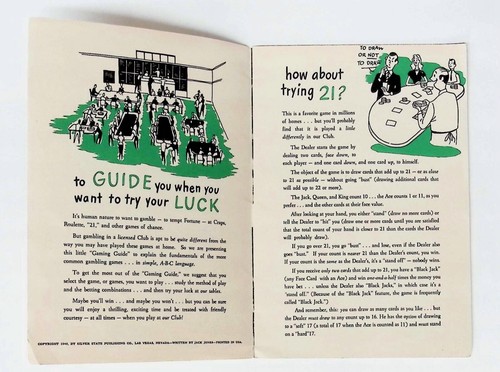 to GUIDE you when you
want to try your LUCK
It's human nature to want to gamble — to tempt Fortune — at Craps,
Roulette, "21," and other games of chance.
But gambling in a licensed Club is apt to be quite different from the
way you may have played these games at home. So we are presenting
this little "Gaming Guide" to explain the fundamentals of the more
common gambling games . . . in simple, A-B-C language.
To get the most out of the "Gaming Guide," we suggest that you
select the game, or games, you want to play . . . study the method of play
and the betting combinations . . . and then try your luck at our tables.
Maybe you'll win . . . and maybe you won't . . . but you can be sure
you will enjoy a thrilling, exciting time and be treated with friendly
courtesy — at all times — when you play at our Club!
COPYRIGHT BY SILVER STATE PUBLISHING CO., LAS VEGAS, NEVADA—WRITTEN BY JACK —PRINTED IN USA.
TO DRAW
OR NOT
TO DRAW
how about
trying 21?
This is a favorite game in millions
of homes . . . but you'll probably
find that it is played a little
differently in our Club.
The Dealer starts the game by
dealing two cards, face down, to
each player — and one card down, and one card up, to himself.
The object of the game is to draw cards that add up to 21 — or as close
to 21 as possible — without going "bust" (drawing additional cards that
will add up to 22 or more).
The Jack, Queen, and King count 10 . . . the Ace counts 1 or 11, as you
prefer . . . and the other cards at their face value.
After looking at your hand, you either "stand" (draw no more cards) or
tell the Dealer to "hit" you (draw one or more cards until you are satisfied
that the total count of your hand is closer to 21 than the cards the Dealer
will probably draw).
If you go over 21, you go "bust" . . . and lose, even if the Dealer also
goes "bust." If your count is nearer 21 than the Dealer's count, you win.
If your count is the same as the Dealer's, it's a "stand off" — nobody wins.
If you receive only two cards that add up to 21, you have a "Black Jack"
(any Face Card with an Ace) and win one-and-a-half times the money you
have bet . . . unless the Dealer also "Black Jacks," in which case it's a
"stand off." (Because of the "Black Jack" feature, the game is frequently
called "Black Jack.")
And remember, this: you can draw as many cards as you like . . . but
the Dealer must draw to any count up to 16. He has the option of drawing
to a "soft" 17 (a total of 17 when the Ace is counted as 11) and must stand
on a "hard" 17.